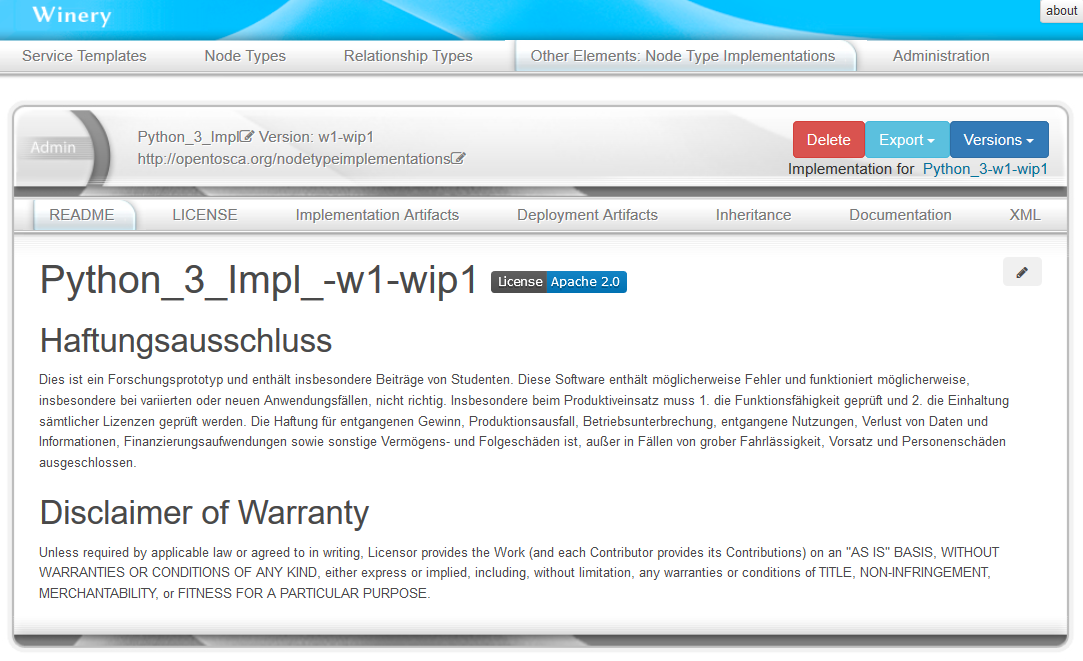 Winery
about
Service Templates Node Types Relationship Types Other Elements: Node Type Implementations Administration
Admin
Python_3_Impl Version: w1-wip1
http://opentosca.org/nodetypeimplementations
Delete Export Versions
Implementation for Python_3-w1-wip1
README LICENSE Implementation Artifacts Deployment Artifacts Inheritance Documentation XML
Python_3_Impl_-w1-wip1 License Apache 2.0
Haftungsausschluss
Dies ist ein Forschungsprototyp und enthält insbesondere Beiträge von Studenten. Diese Software enthält möglicherweise Fehler und funktioniert möglicherweise,
insbesondere bei variierten oder neuen Anwendungsfällen, nicht richtig. Insbesondere beim Produktiveinsatz muss 1. die Funktionsfähigkeit geprüft und 2. die Einhaltung
sämtlicher Lizenzen geprüft werden. Die Haftung für entgangenen Gewinn, Produktionsausfall, Betriebsunterbrechung, entgangene Nutzungen, Verlust von Daten und
Informationen, Finanzierungsaufwendungen sowie sonstige Vermögens- und Folgeschäden ist, außer in Fällen von grober Fahrlässigkeit, Vorsatz und Personenschäden
ausgeschlossen.
Disclaimer of Warranty
Unless required by applicable law or agreed to in writing, Licensor provides the Work (and each Contributor provides its Contributions) on an "AS IS" BASIS, WITHOUT
WARRANTIES OR CONDITIONS OF ANY KIND, either express or implied, including, without limitation, any warranties or conditions of TITLE, NON-INFRINGEMENT,
MERCHANTABILITY, or FITNESS FOR A PARTICULAR PURPOSE.